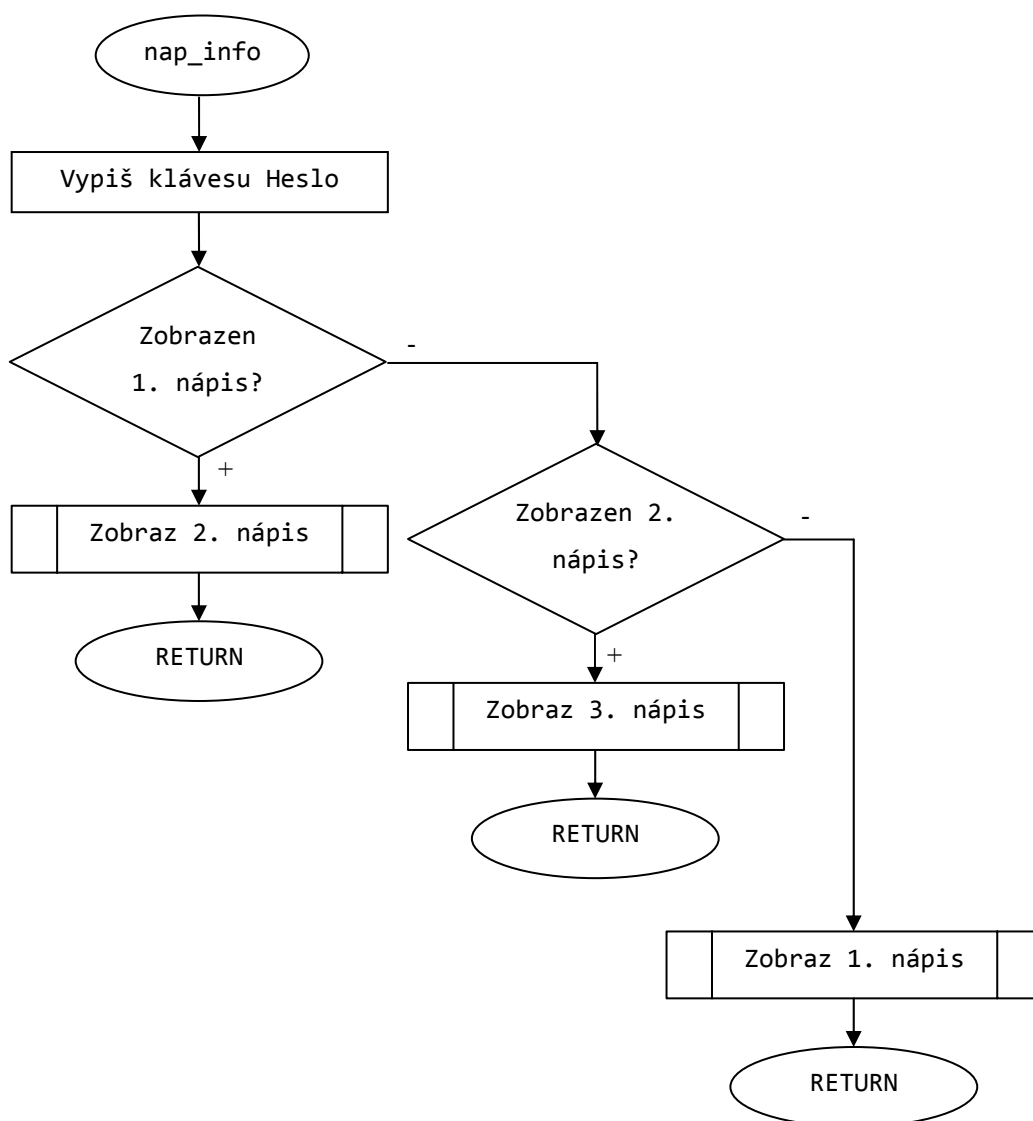 nap_info
Vypiš klávesu Heslo
Zobrazen
1. nápis?
-
+
Zobraz 2. nápis
RETURN
Zobrazen 2.
nápis?
-
+
Zobraz 3. nápis
RETURN
Zobraz 1. nápis
RETURN